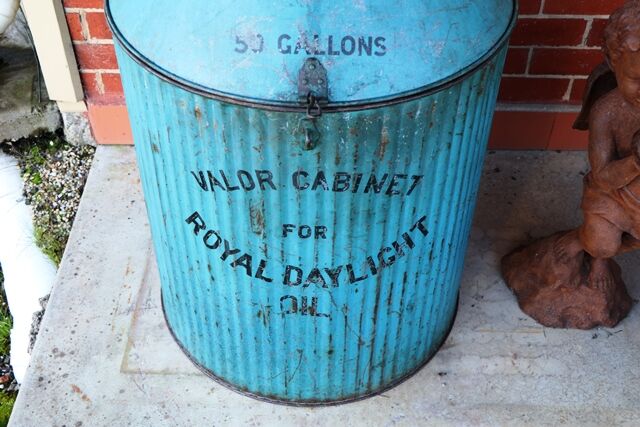 50 GALLONS
VALOR CABINET
FOR
ROYAL DAYLIGHT
OIL